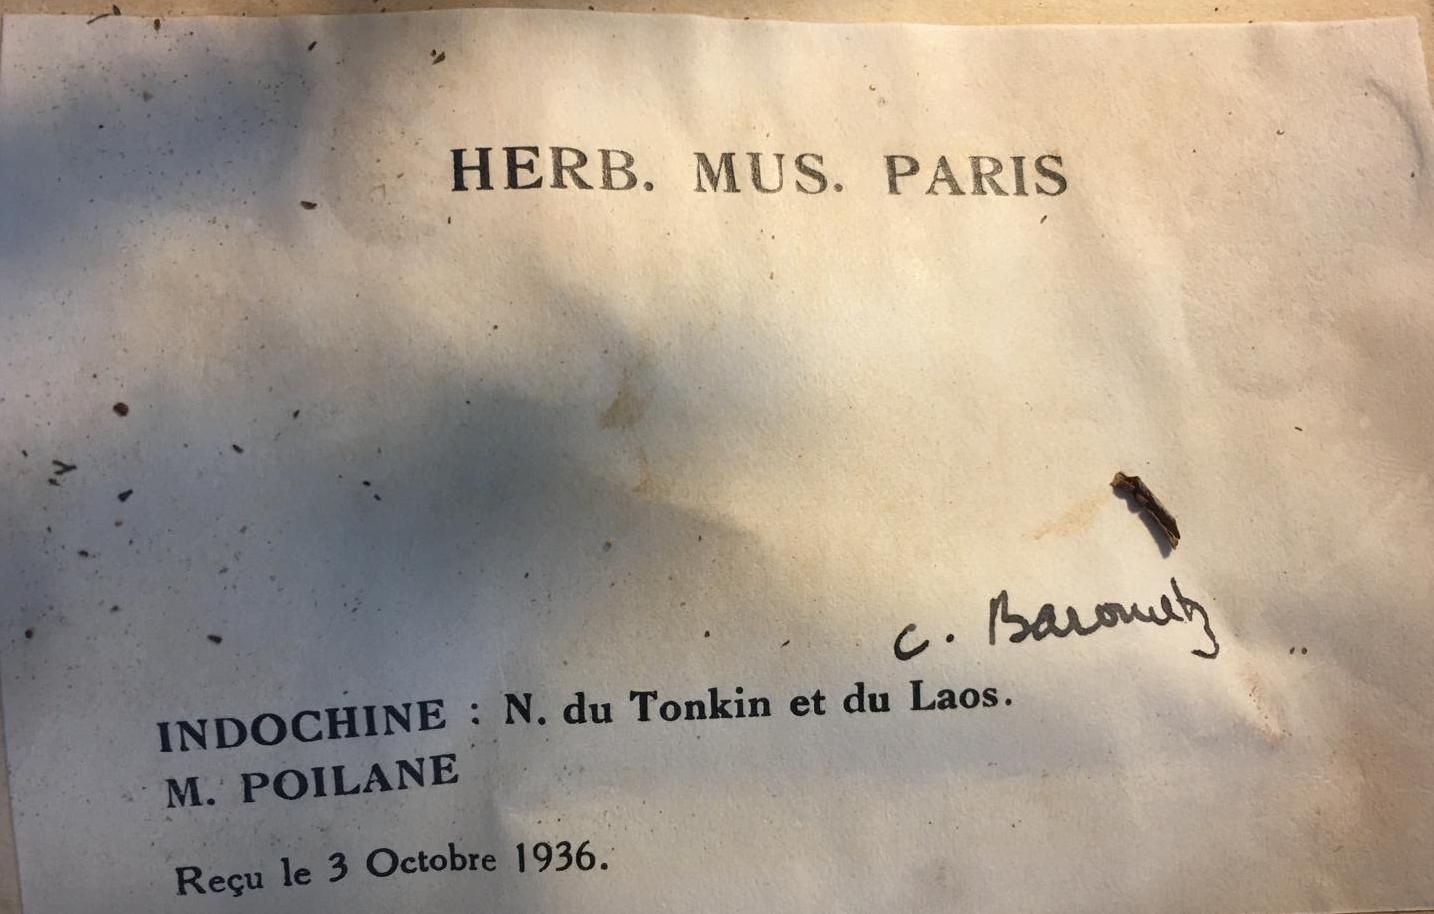 HERB. MUS. PARIS
C. Barometz
INDOCHINE : N. du Tonkin et du Laos.
M. POILANE
Reçu le 3 Octobre 1936.